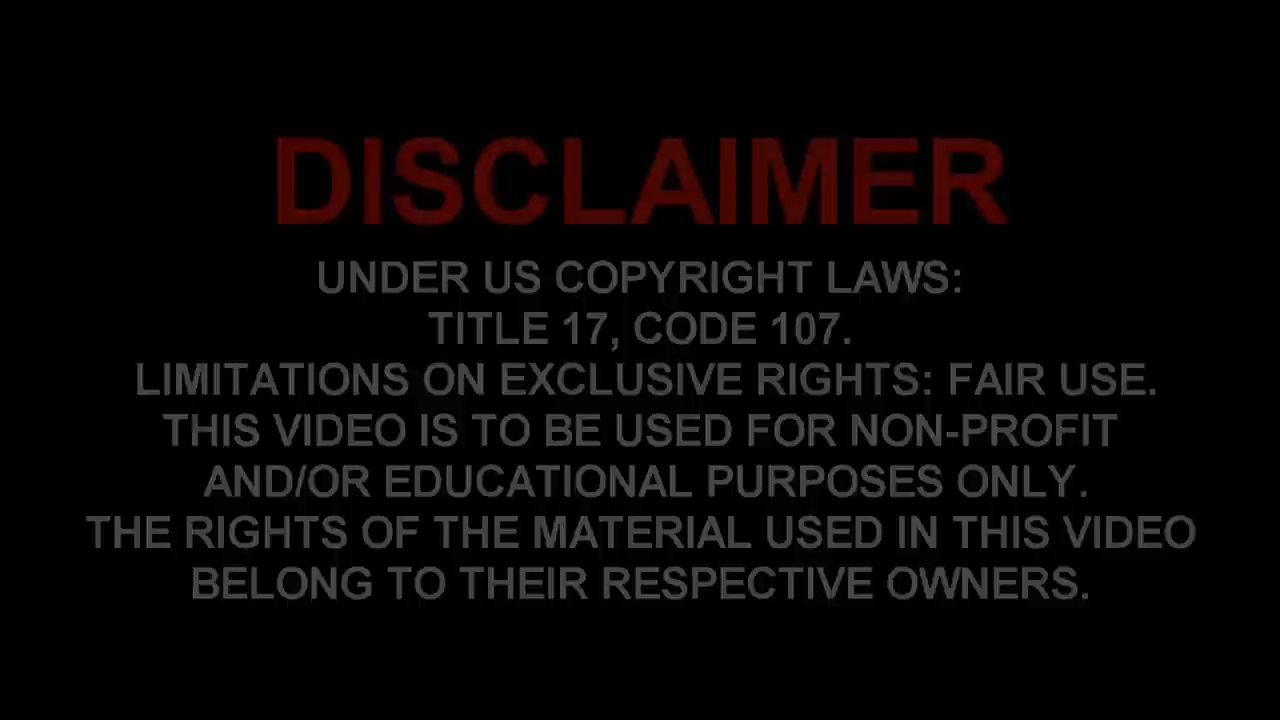 DISCLAIMER
UNDER US COPYRIGHT LAWS:
TITLE 17, CODE 107.
LIMITATIONS ON EXCLUSIVE RIGHTS: FAIR USE.
THIS VIDEO IS TO BE USED FOR NON-PROFIT
AND/OR EDUCATIONAL PURPOSES ONLY.
THE RIGHTS OF THE MATERIAL USED IN THIS VIDEO
BELONG TO THEIR RESPECTIVE OWNERS.